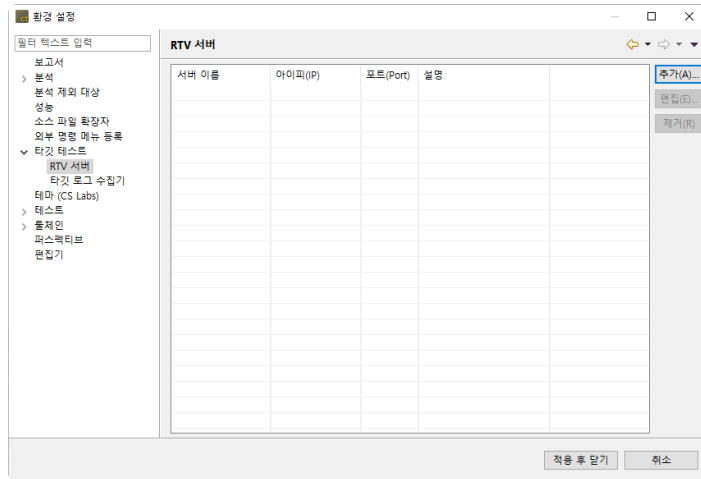 환경 설정
필터 텍스트 입력
보고서
분석
분석 제외 대상
성능
소스 파일 확장자
외부 명령 메뉴 등록
타깃 테스트
RTV 서버
타깃 로그 수집기
테마 (CS Labs)
테스트
툴체인
퍼스펙티브
편집기
RTV 서버
서버 이름 아이피(IP) 포트(Port) 설명
추가(A)...
편집(E)...
제거(R)
적용 후 닫기 취소